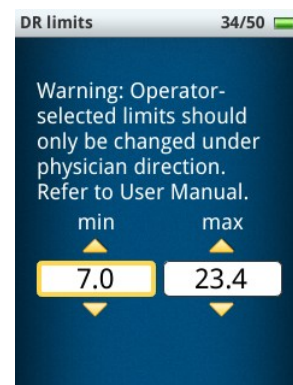 DR limits 34/50
Warning: Operator-
selected limits should
only be changed under
physician direction.
Refer to User Manual.
min max
7.0 23.4